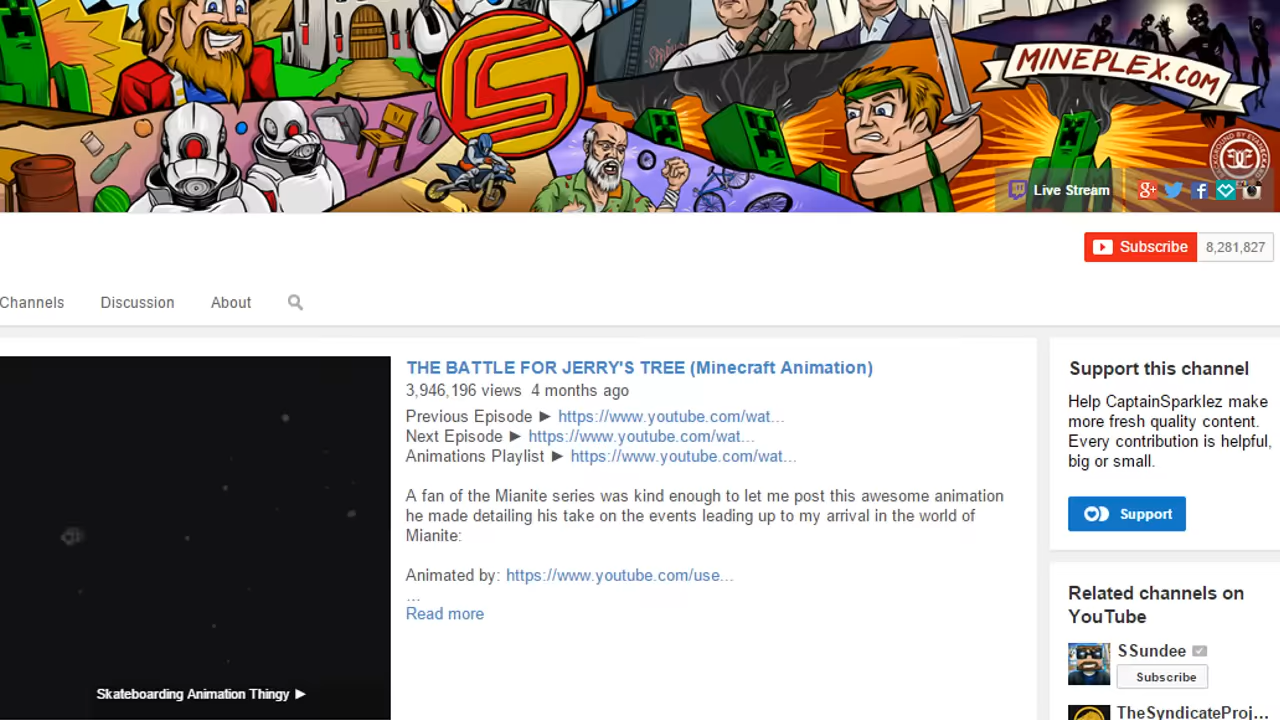 MINEPLEX.COM
Live Stream
Subscribe 8,281,827
Channels Discussion About
THE BATTLE FOR JERRY'S TREE (Minecraft Animation)
3,946,196 views 4 months ago
Previous Episode ► https://www.youtube.com/wat...
Next Episode ► https://www.youtube.com/wat...
Animations Playlist ► https://www.youtube.com/wat...
A fan of the Mianite series was kind enough to let me post this awesome animation
he made detailing his take on the events leading up to my arrival in the world of
Mianite:
Animated by: https://www.youtube.com/use...
...
Read more
Skateboarding Animation Thingy ►
Support this channel
Help CaptainSparklez make
more fresh quality content.
Every contribution is helpful,
big or small.
Support
Related channels on
YouTube
SSundee
Subscribe
TheSyndicateProj...